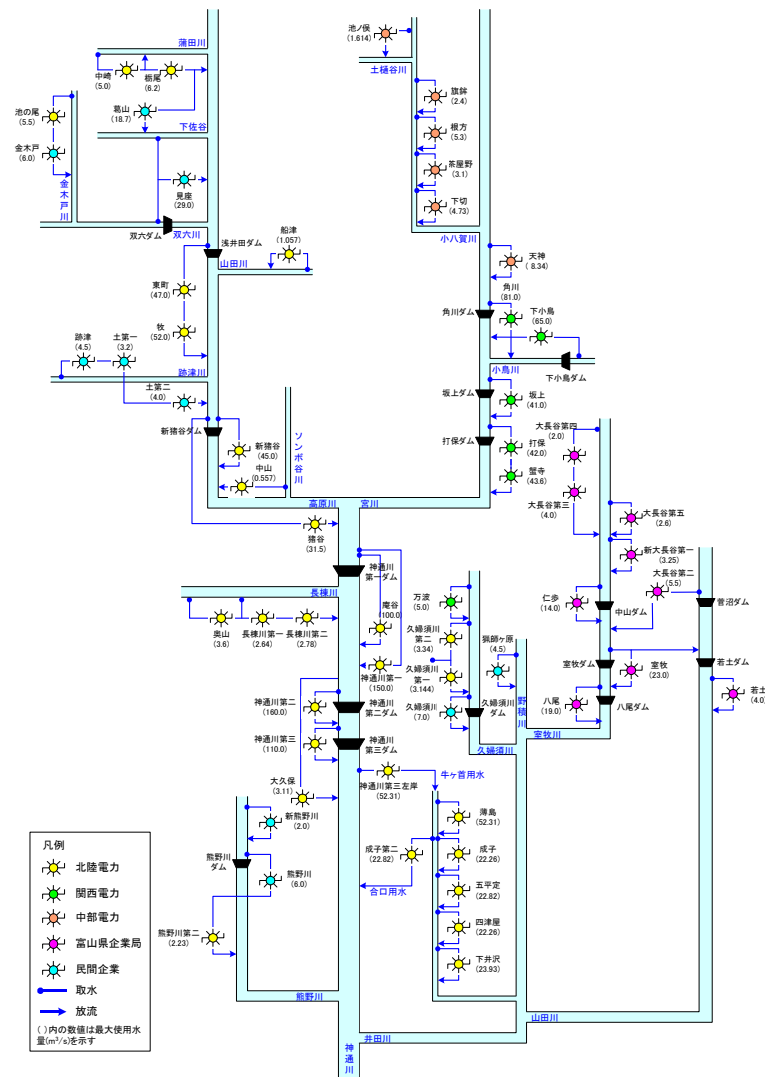 池ノ俣
(1.614)
土樋谷川
蒲田川
中崎
(5.0)
栃尾
(6.2)
葛山
(18.7)
下佐谷
池の尾
(5.5)
金木戸
(6.0)
金木戸川
見座
(29.0)
双六ダム
双六川
浅井田ダム
船津
(1.057)
山田川
旗鉾
(2.4)
根方
(5.3)
茶屋野
(3.1)
下切
(4.73)
小八賀川
天神
( 8.34)
角川
(81.0)
角川ダム
下小鳥
(65.0)
小鳥川
下小鳥ダム
東町
(47.0)
牧
(52.0)
跡津
(4.5)
土第一
(3.2)
土第二
(4.0)
跡津川
新猪谷ダム
新猪谷
(45.0)
中山
(0.557)
ソンボ谷川
坂上ダム
坂上
(41.0)
打保ダム
打保
(42.0)
蟹寺
(43.6)
高原川
宮川
猪谷
(31.5)
大長谷第四
(2.0)
大長谷第三
(4.0)
大長谷第五
(2.6)
新大長谷第一
(3.25)
大長谷第二
(5.5)
仁歩
(14.0)
中山ダム
菅沼ダム
室牧ダム
室牧
(23.0)
若土ダム
若土
(4.0)
八尾
(19.0)
八尾ダム
室牧川
神通川
第一ダム
長棟川
奥山
(3.6)
長棟川第一
(2.64)
長棟川第二
(2.78)
庵谷
(100.0)
神通川第一
(150.0)
万波
(5.0)
久婦須川
第二
(3.34)
久婦須川
第一
(3.144)
久婦須川
(7.0)
久婦須川
ダム
久婦須川
猟師ヶ原
(4.5)
野積川
神通川第二
(160.0)
神通川
第二ダム
神通川第三
(110.0)
神通川
第三ダム
大久保
(3.11)
神通川第三左岸
(52.31)
牛ヶ首用水
新熊野川
(2.0)
熊野川
ダム
熊野川
(6.0)
熊野川第二
(2.23)
熊野川
成子第二
(22.82)
合口用水
薄島
(52.31)
成子
(22.26)
五平定
(22.82)
四津屋
(22.26)
下井沢
(23.93)
山田川
井田川
神通川
凡例
北陸電力
関西電力
中部電力
富山県企業局
民間企業
取水
放流
( )内の数値は最大使用水
量(m³/s)を示す